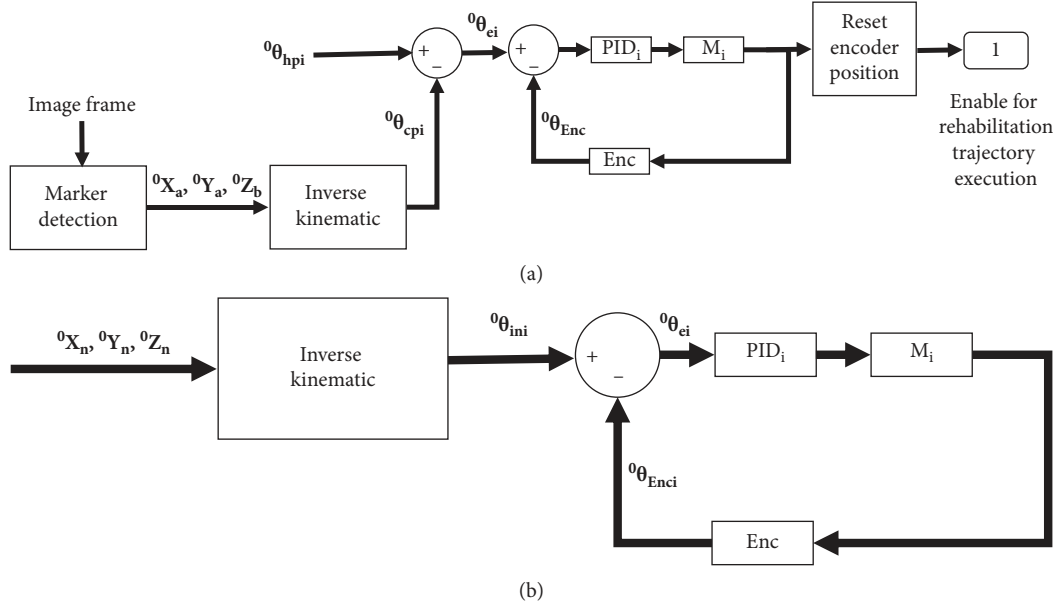 ⁰θ_hpi
+
−
⁰θ_ei
+
−
PID_i
M_i
Reset
encoder
position
1
Enable for
rehabilitation
trajectory
execution
⁰θ_Enc
Enc
⁰θ_cpi
Image frame
Marker
detection
⁰X_a, ⁰Y_a, ⁰Z_b
Inverse
kinematic
(a)
⁰X_n, ⁰Y_n, ⁰Z_n
Inverse
kinematic
⁰θ_ini
+
−
⁰θ_ei
PID_i
M_i
⁰θ_Enci
Enc
(b)